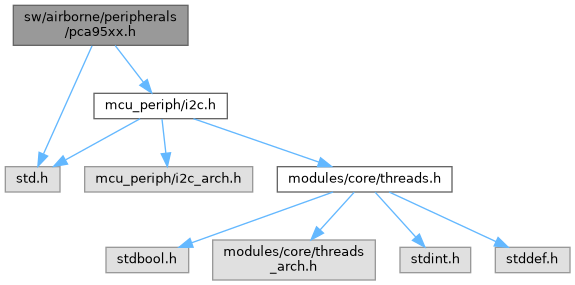 sw/airborne/peripherals
/pca95xx.h
mcu_periph/i2c.h
std.h
mcu_periph/i2c_arch.h
modules/core/threads.h
stdbool.h
modules/core/threads
_arch.h
stdint.h
stddef.h